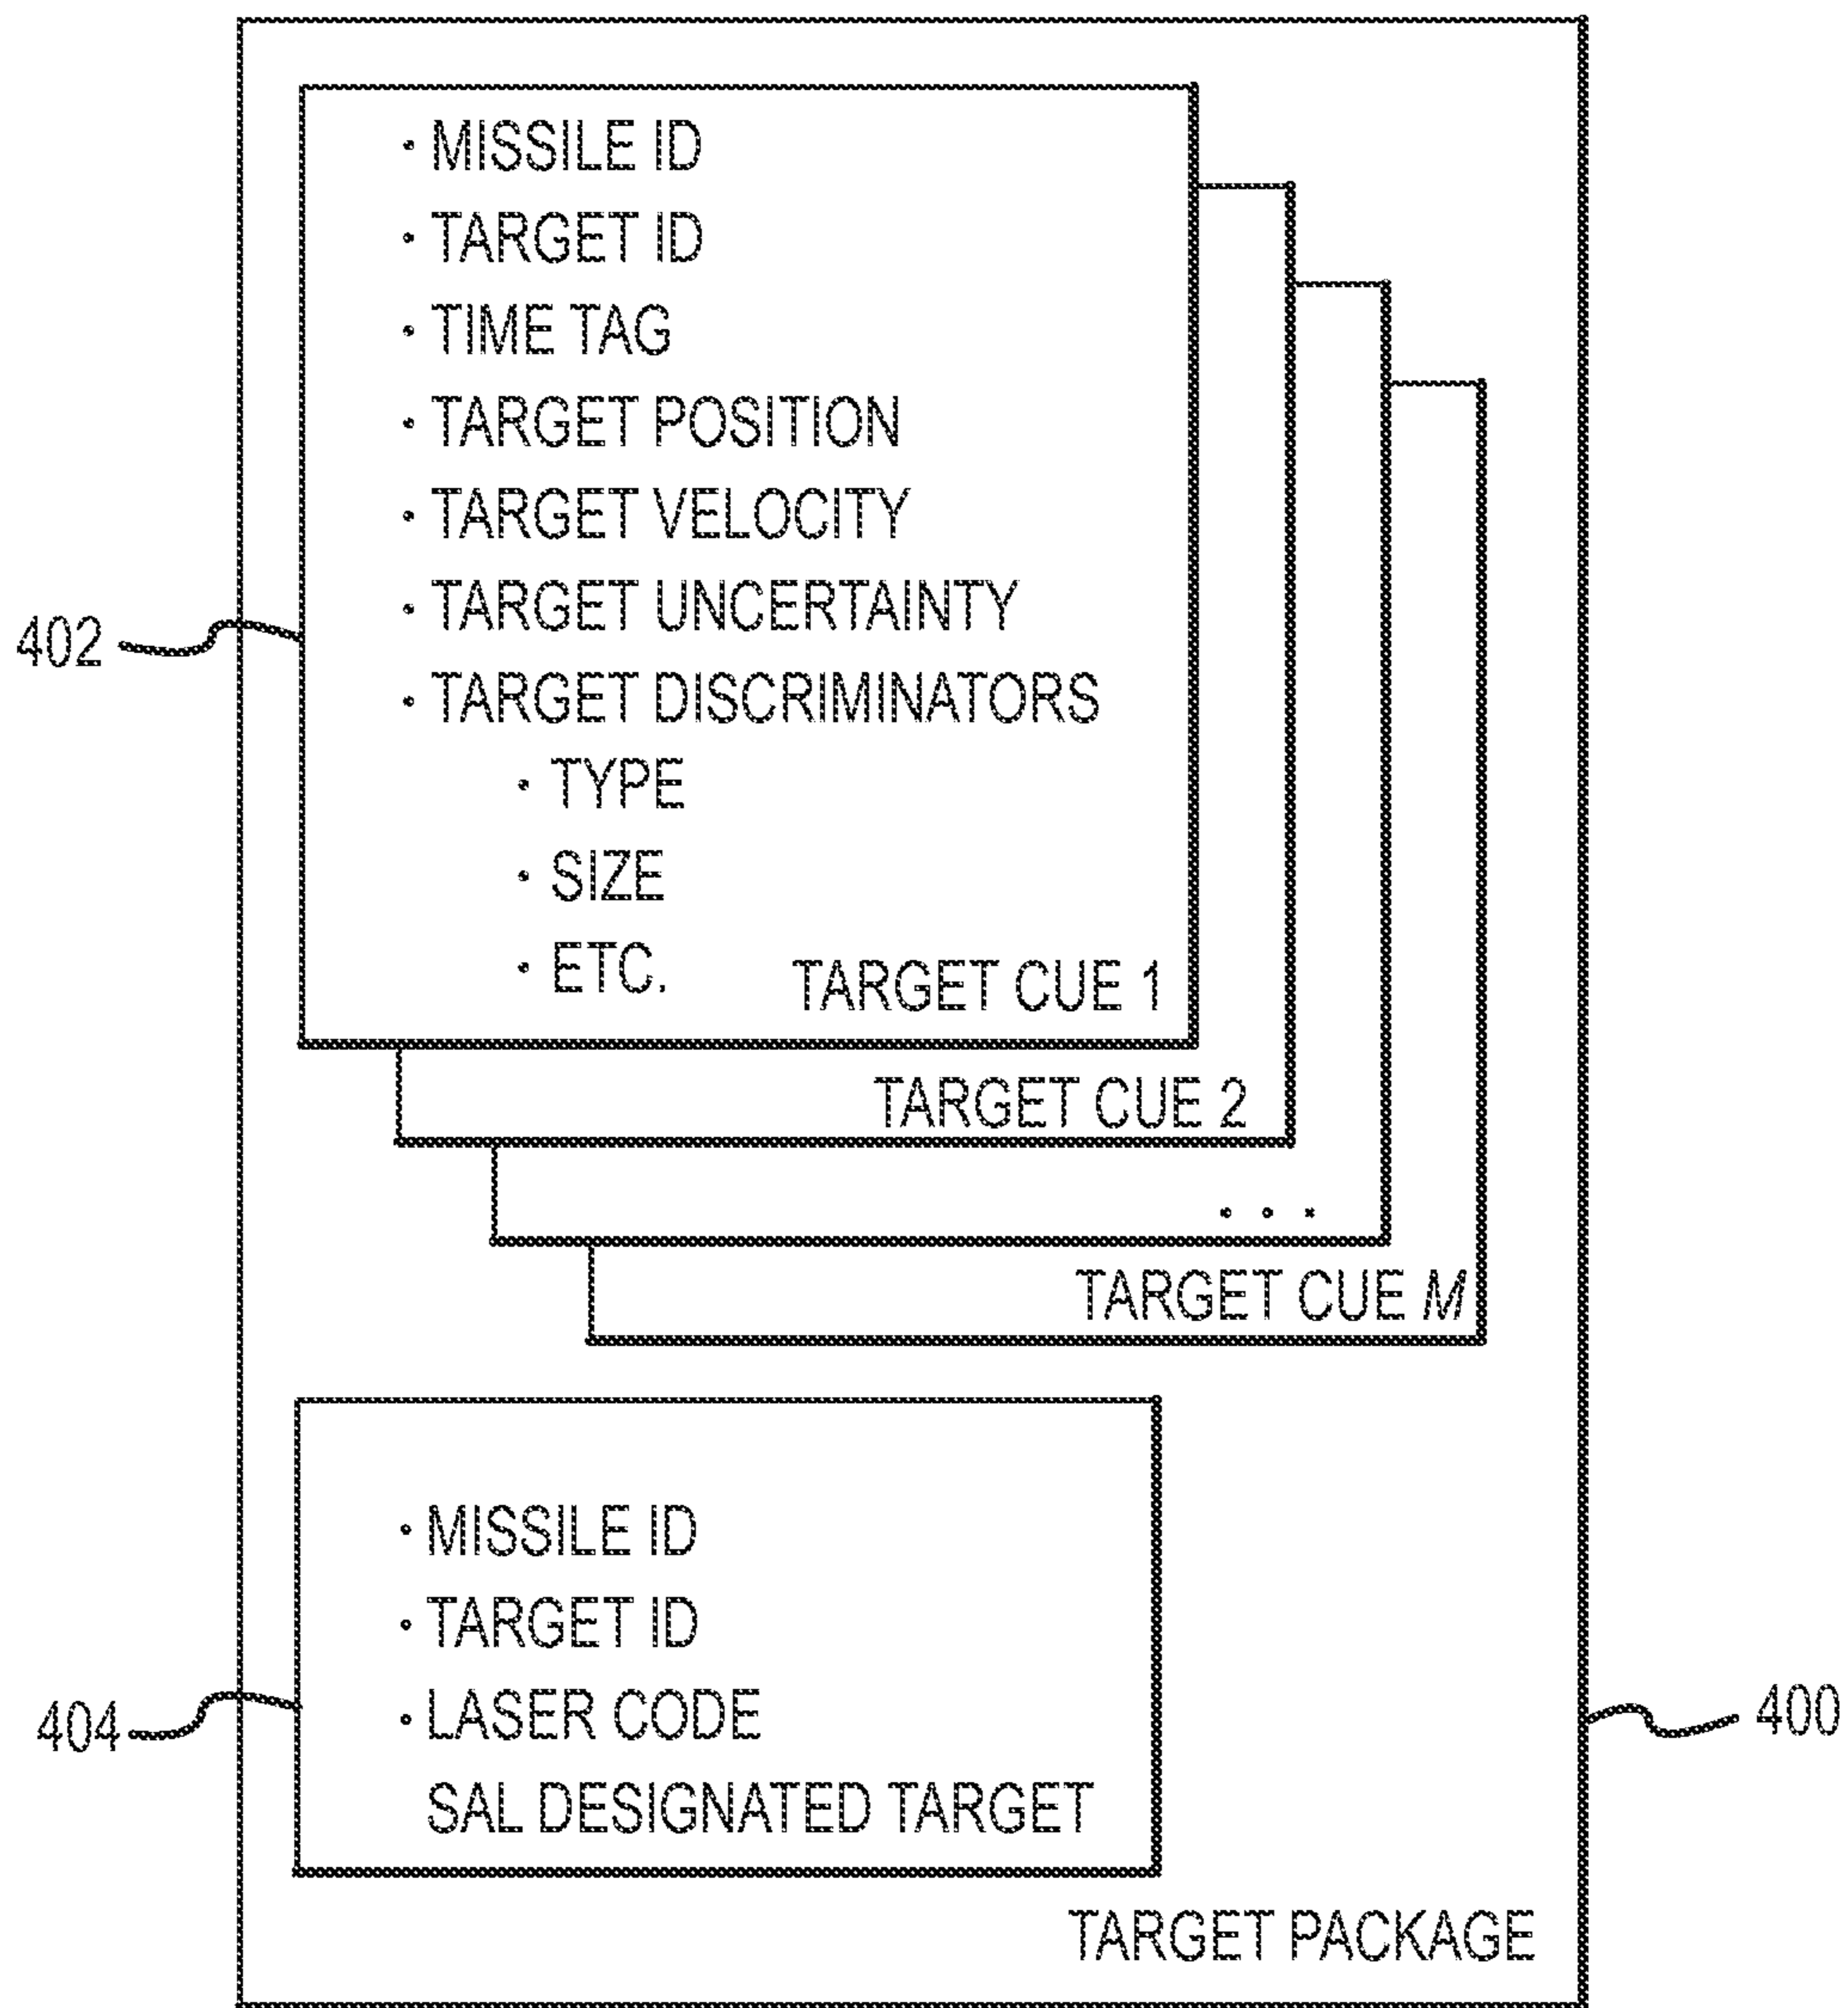 · MISSILE ID
· TARGET ID
· TIME TAG
· TARGET POSITION
· TARGET VELOCITY
· TARGET UNCERTAINTY
402
· TARGET DISCRIMINATORS
· TYPE
· SIZE
· ETC.
TARGET CUE 1
TARGET CUE 2
. . .
TARGET CUE M
· MISSILE ID
· TARGET ID
· LASER CODE
404
400
SAL DESIGNATED TARGET
TARGET PACKAGE